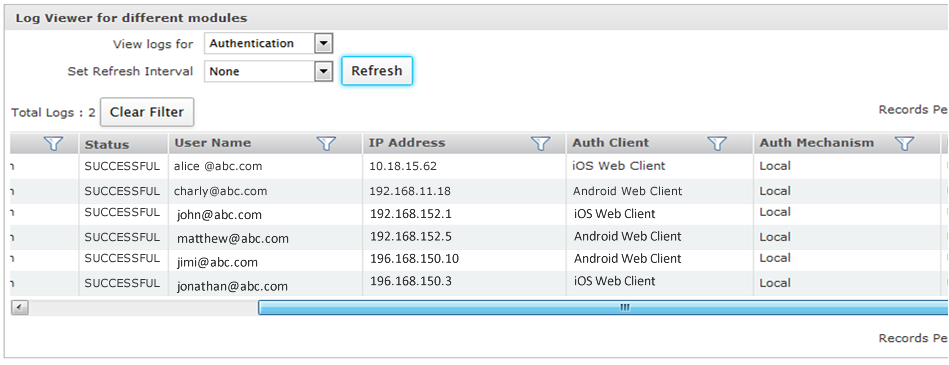 Log Viewer for different modules
View logs for Authentication
Set Refresh Interval None Refresh
Total Logs : 2 Clear Filter Records Pe
Status User Name IP Address Auth Client Auth Mechanism
SUCCESSFUL alice @abc.com 10.18.15.62 iOS Web Client Local
SUCCESSFUL charly@abc.com 192.168.11.18 Android Web Client Local
SUCCESSFUL john@abc.com 192.168.152.1 iOS Web Client Local
SUCCESSFUL matthew@abc.com 192.168.152.5 Android Web Client Local
SUCCESSFUL jimi@abc.com 196.168.150.10 Android Web Client Local
SUCCESSFUL jonathan@abc.com 196.168.150.3 iOS Web Client Local
Records Pe